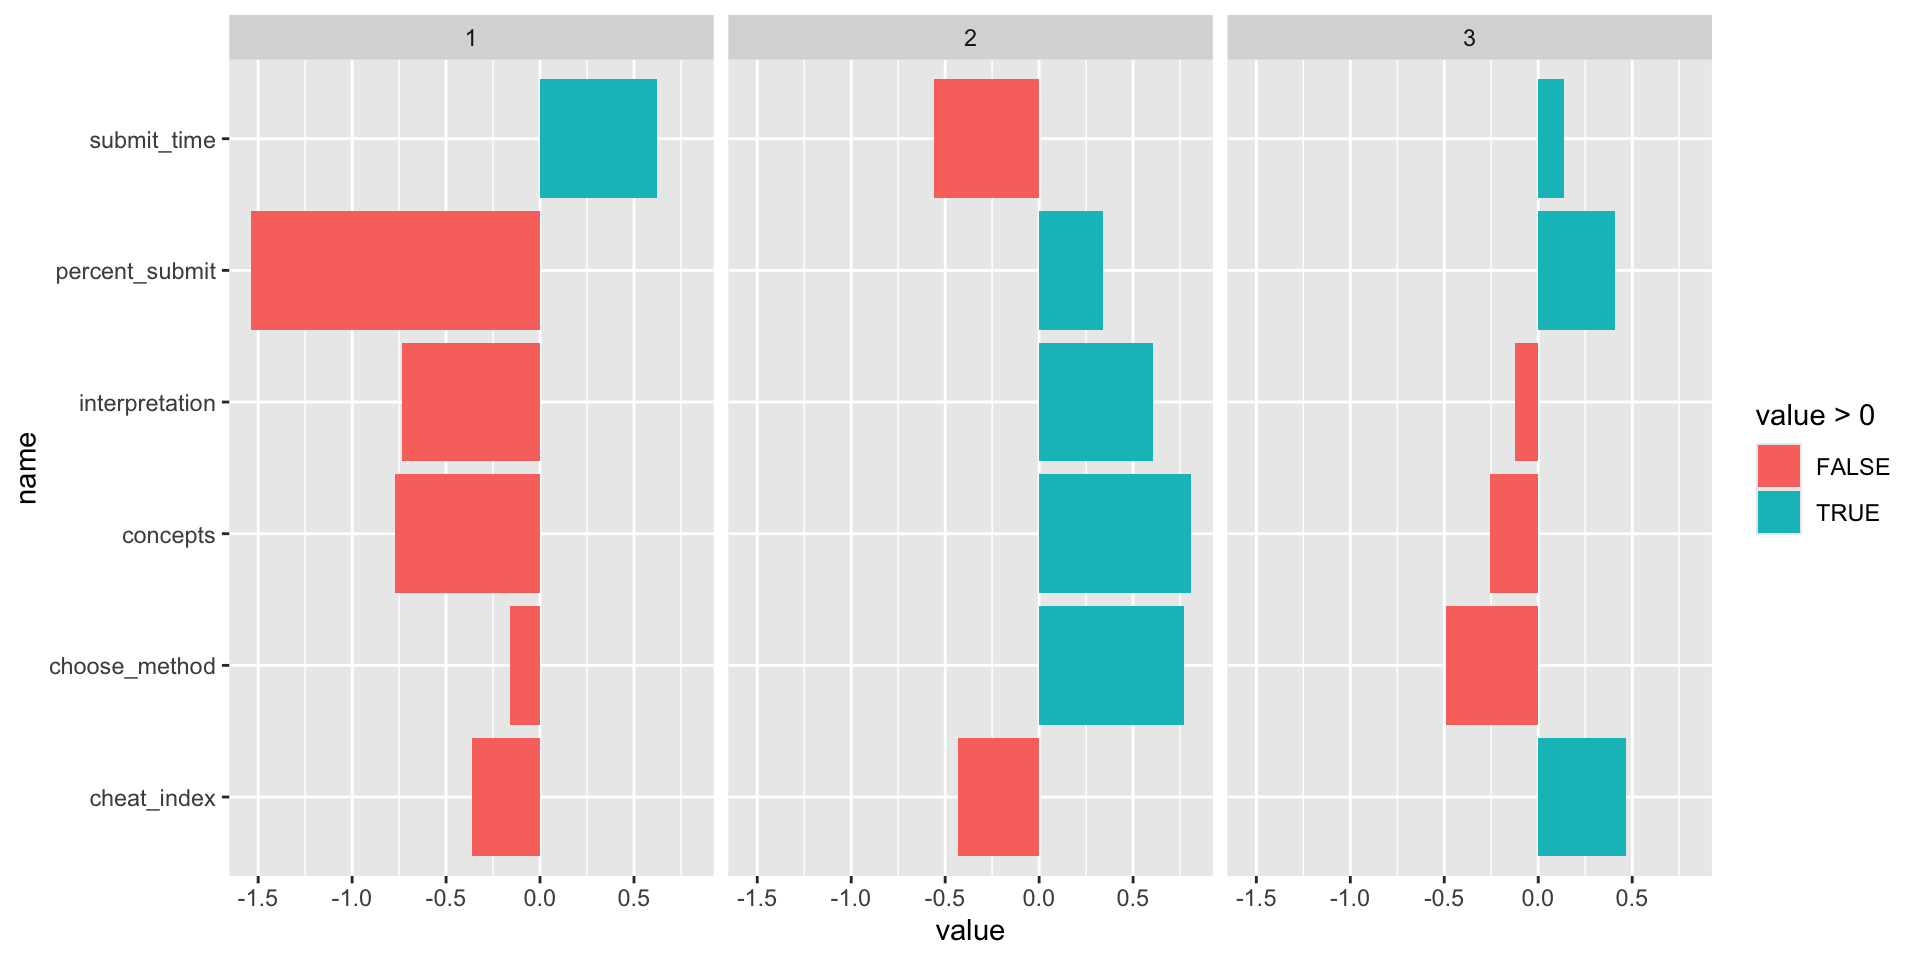 1 2 3
submit_time
percent_submit
interpretation
concepts
choose_method
cheat_index
name
-1.5 -1.0 -0.5 0.0 0.5 -1.5 -1.0 -0.5 0.0 0.5 -1.5 -1.0 -0.5 0.0 0.5
value
value > 0
FALSE
TRUE